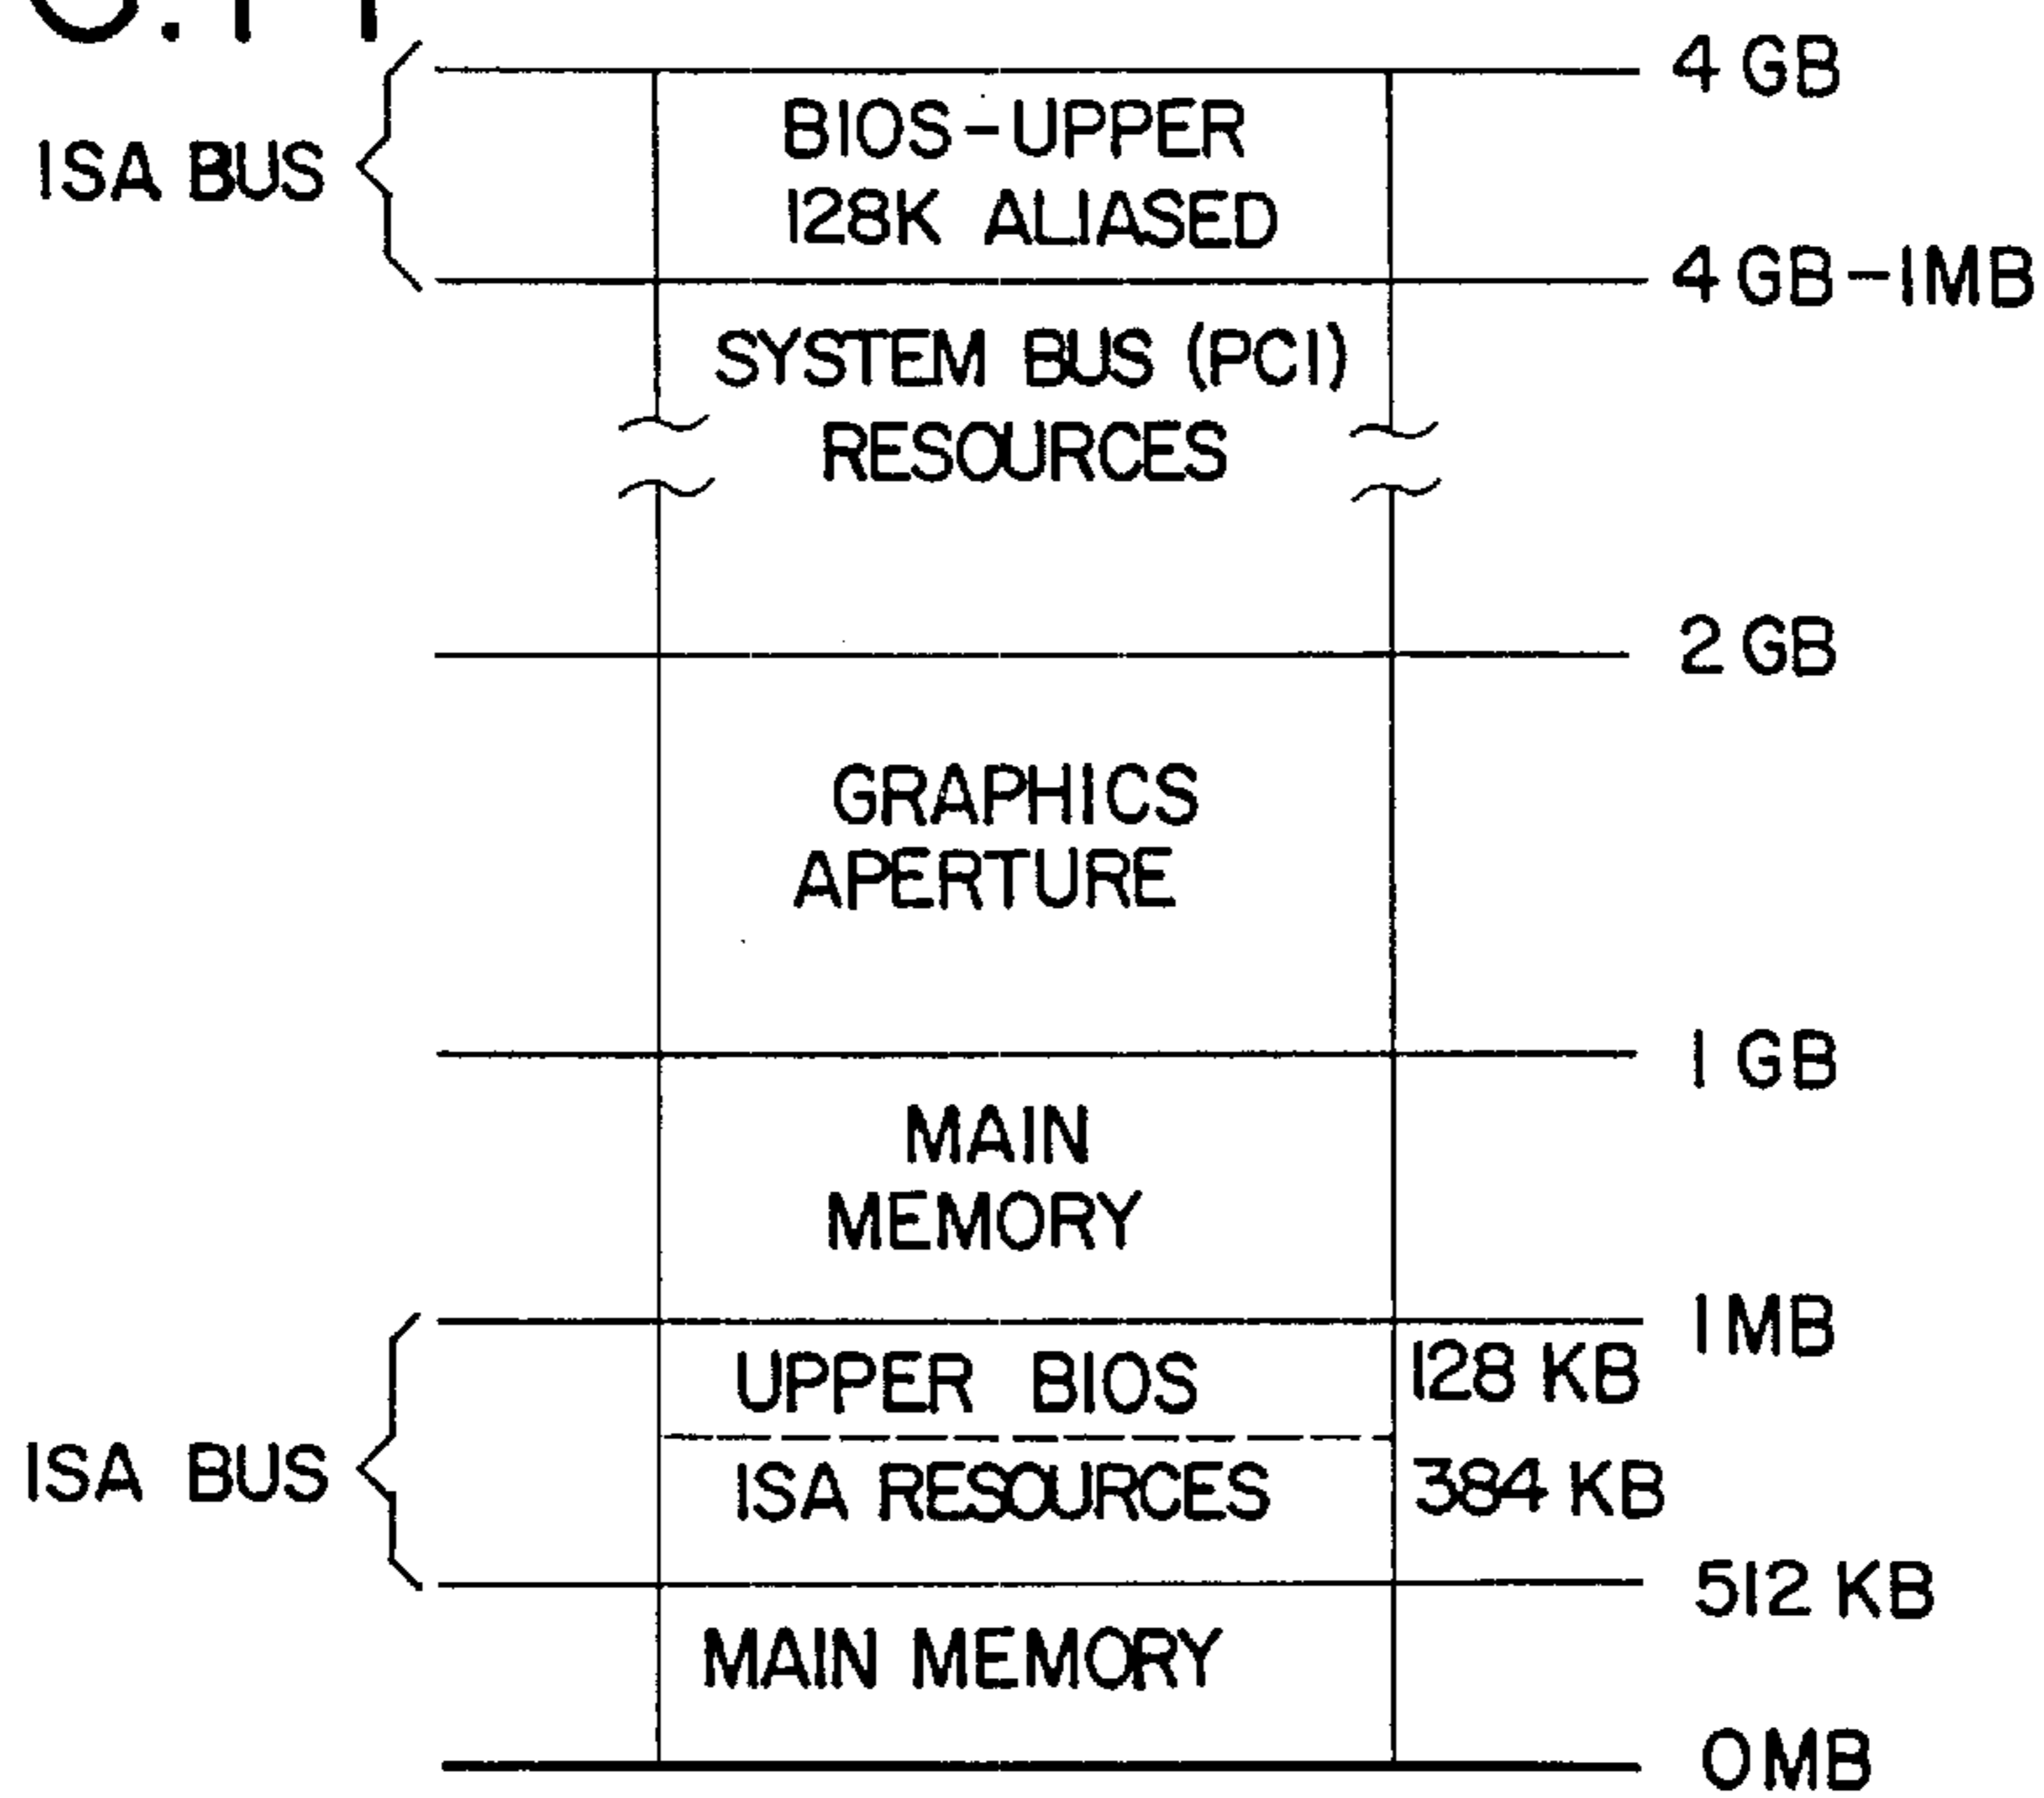 4 GB
BIOS-UPPER
ISA BUS
128K ALIASED
4 GB-1MB
SYSTEM BUS (PCI)
RESOURCES
2 GB
GRAPHICS
APERTURE
1 GB
MAIN
MEMORY
1MB
UPPER BIOS 128 KB
ISA BUS
ISA RESOURCES 384 KB
512 KB
MAIN MEMORY
0MB